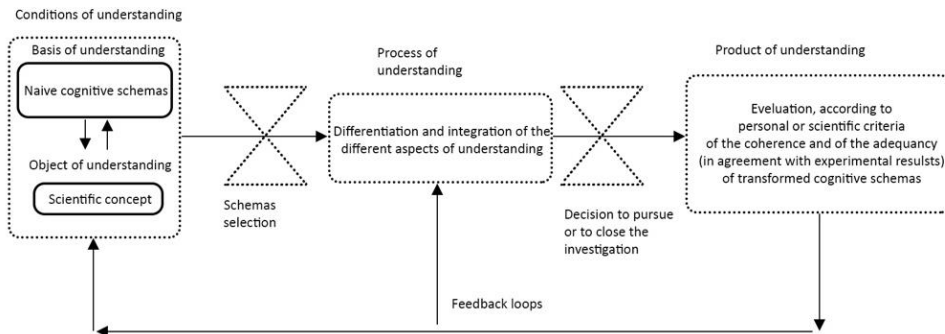 Conditions of understanding
Basis of understanding
Naive cognitive schemas
Object of understanding
Scientific concept
Schemas
selection
Process of
understanding
Differentiation and integration of the
different aspects of understanding
Decision to pursue
or to close the
investigation
Product of understanding
Eveluation, according to
personal or scientific criteria
of the coherence and of the adequancy
(in agreement with experimental resulsts)
of transformed cognitive schemas
Feedback loops